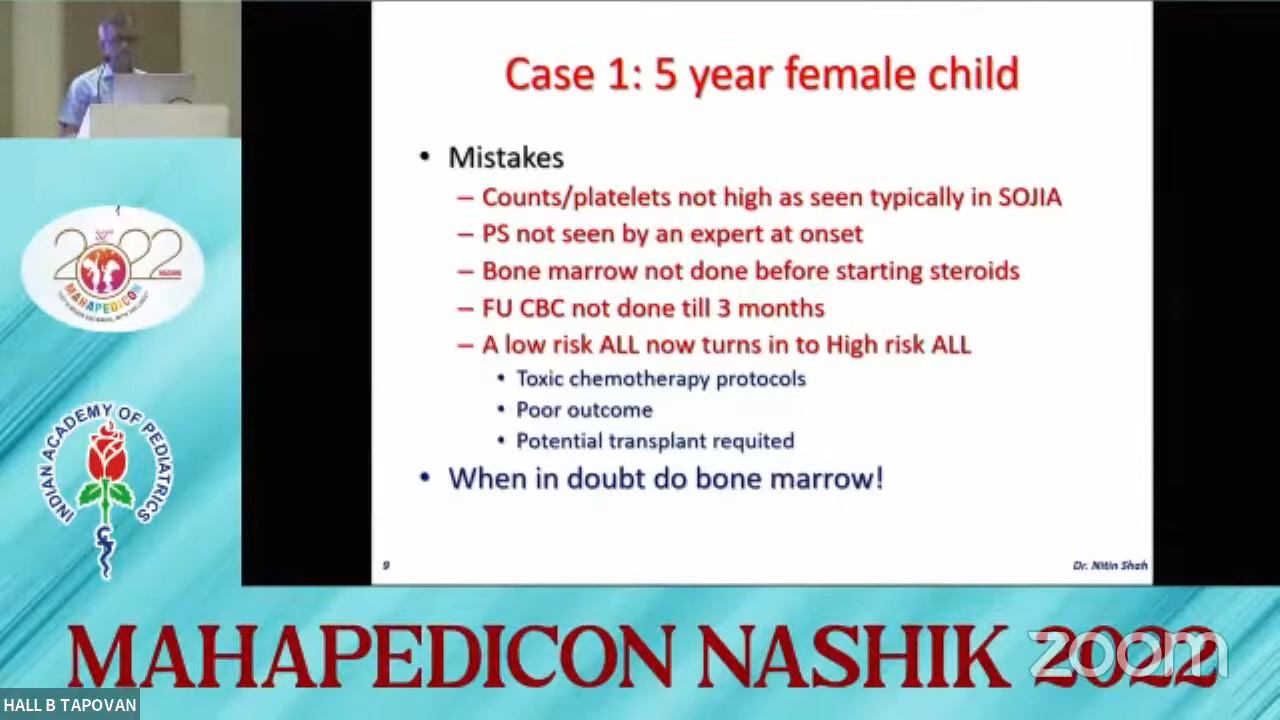 Case 1: 5 year female child
• Mistakes
– Counts/platelets not high as seen typically in SOJIA
– PS not seen by an expert at onset
– Bone marrow not done before starting steroids
– FU CBC not done till 3 months
– A low risk ALL now turns in to High risk ALL
• Toxic chemotherapy protocols
• Poor outcome
• Potential transplant requited
• When in doubt do bone marrow!
9
Dr. Nitin Shah
32nd
2022
NASHIK
MAHAPEDICON
INDIAN ACADEMY OF PEDIATRICS
MAHAPEDICON NASHIK 2022
zoom
HALL B TAPOVAN